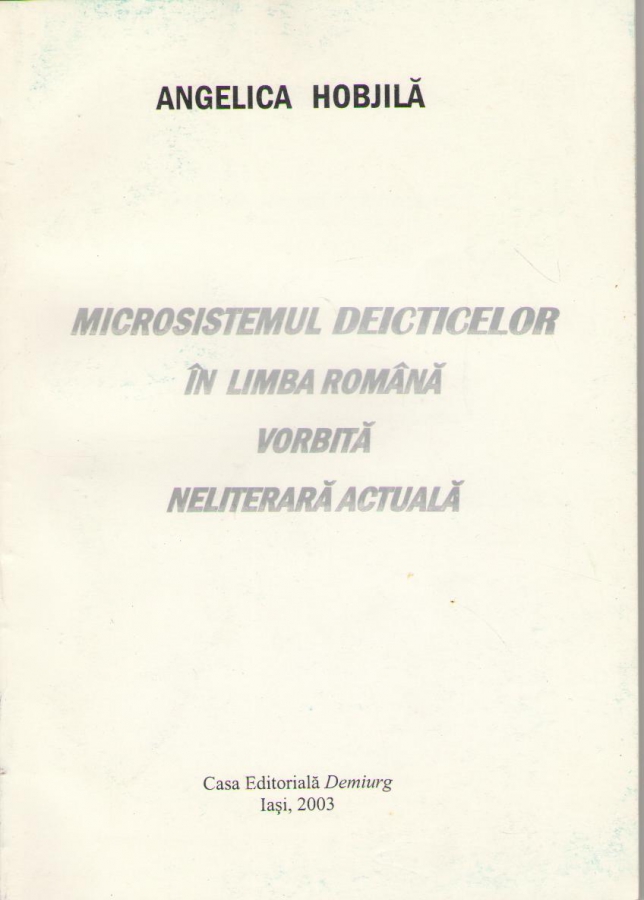 ANGELICA HOBJILĂ
MICROSISTEMUL DEICTICELOR
ÎN LIMBA ROMÂNĂ
VORBITĂ
NELITERARĂ ACTUALĂ
Casa Editorială Demiurg
Iaşi, 2003